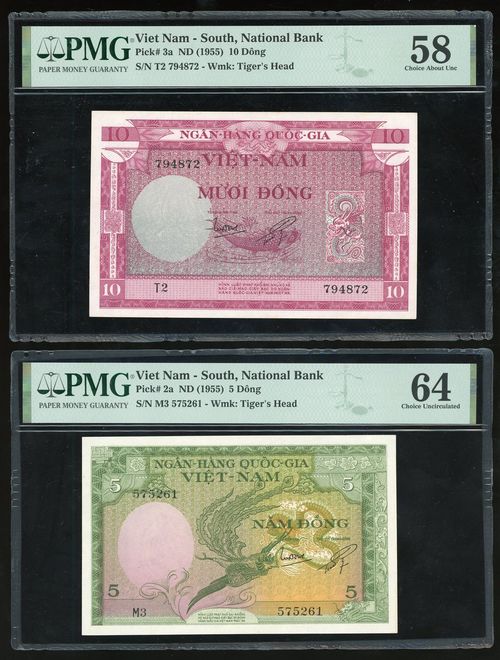 PMG
PAPER MONEY GUARANTY
Viet Nam - South, National Bank
Pick# 3a ND (1955) 10 Dông
S/N T2 794872 - Wmk: Tiger's Head
58
Choice About Unc
10
10
NGÂN-HÀNG QUỐC-GIA
VIỆT-NAM
794872
MƯƠI ĐỒNG
10
T2
794872
10
PMG
PAPER MONEY GUARANTY
Viet Nam - South, National Bank
Pick# 2a ND (1955) 5 Dông
S/N M3 575261 - Wmk: Tiger's Head
64
Choice Uncirculated
NGÂN-HÀNG QUỐC-GIA
VIỆT-NAM
5
5
575261
NĂM ĐỒNG
5
M3
575261
5